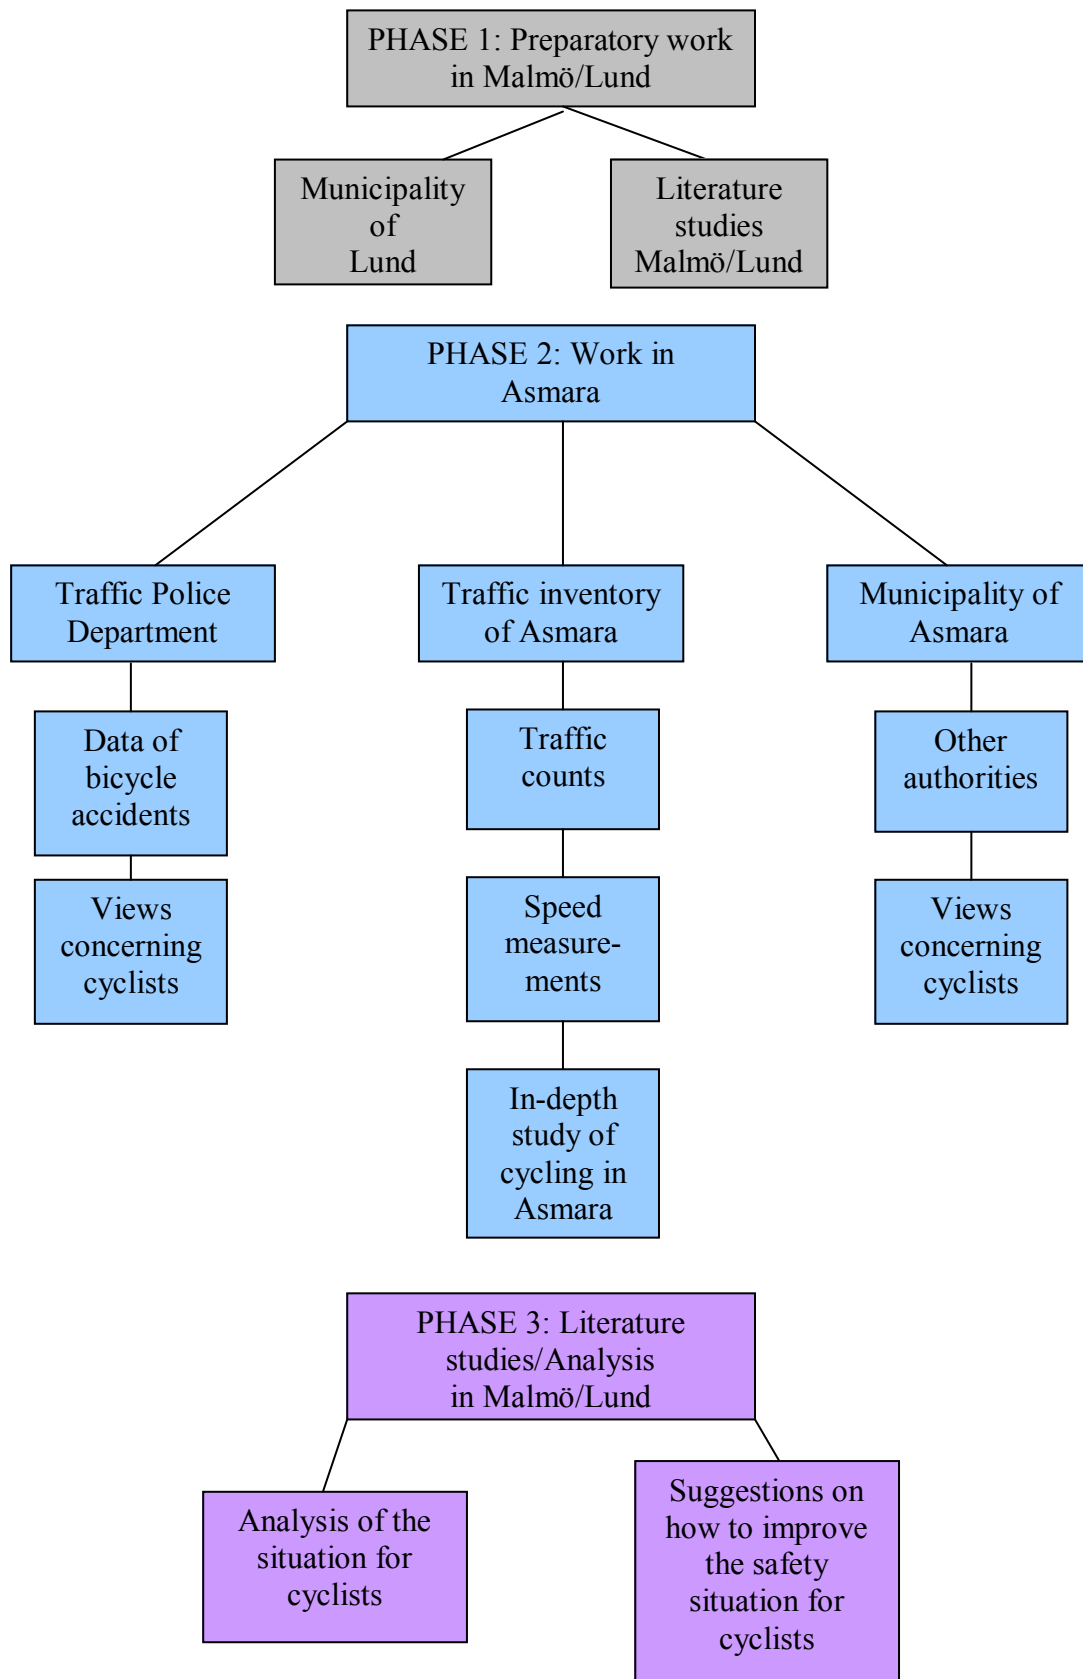 PHASE 1: Preparatory work
in Malmö/Lund
Municipality
of
Lund
Literature
studies
Malmö/Lund
PHASE 2: Work in
Asmara
Traffic Police
Department
Traffic inventory
of Asmara
Municipality of
Asmara
Data of
bicycle
accidents
Traffic
counts
Other
authorities
Views
concerning
cyclists
Speed
measure-
ments
Views
concerning
cyclists
In-depth
study of
cycling in
Asmara
PHASE 3: Literature
studies/Analysis
in Malmö/Lund
Analysis of the
situation for
cyclists
Suggestions on
how to improve
the safety
situation for
cyclists